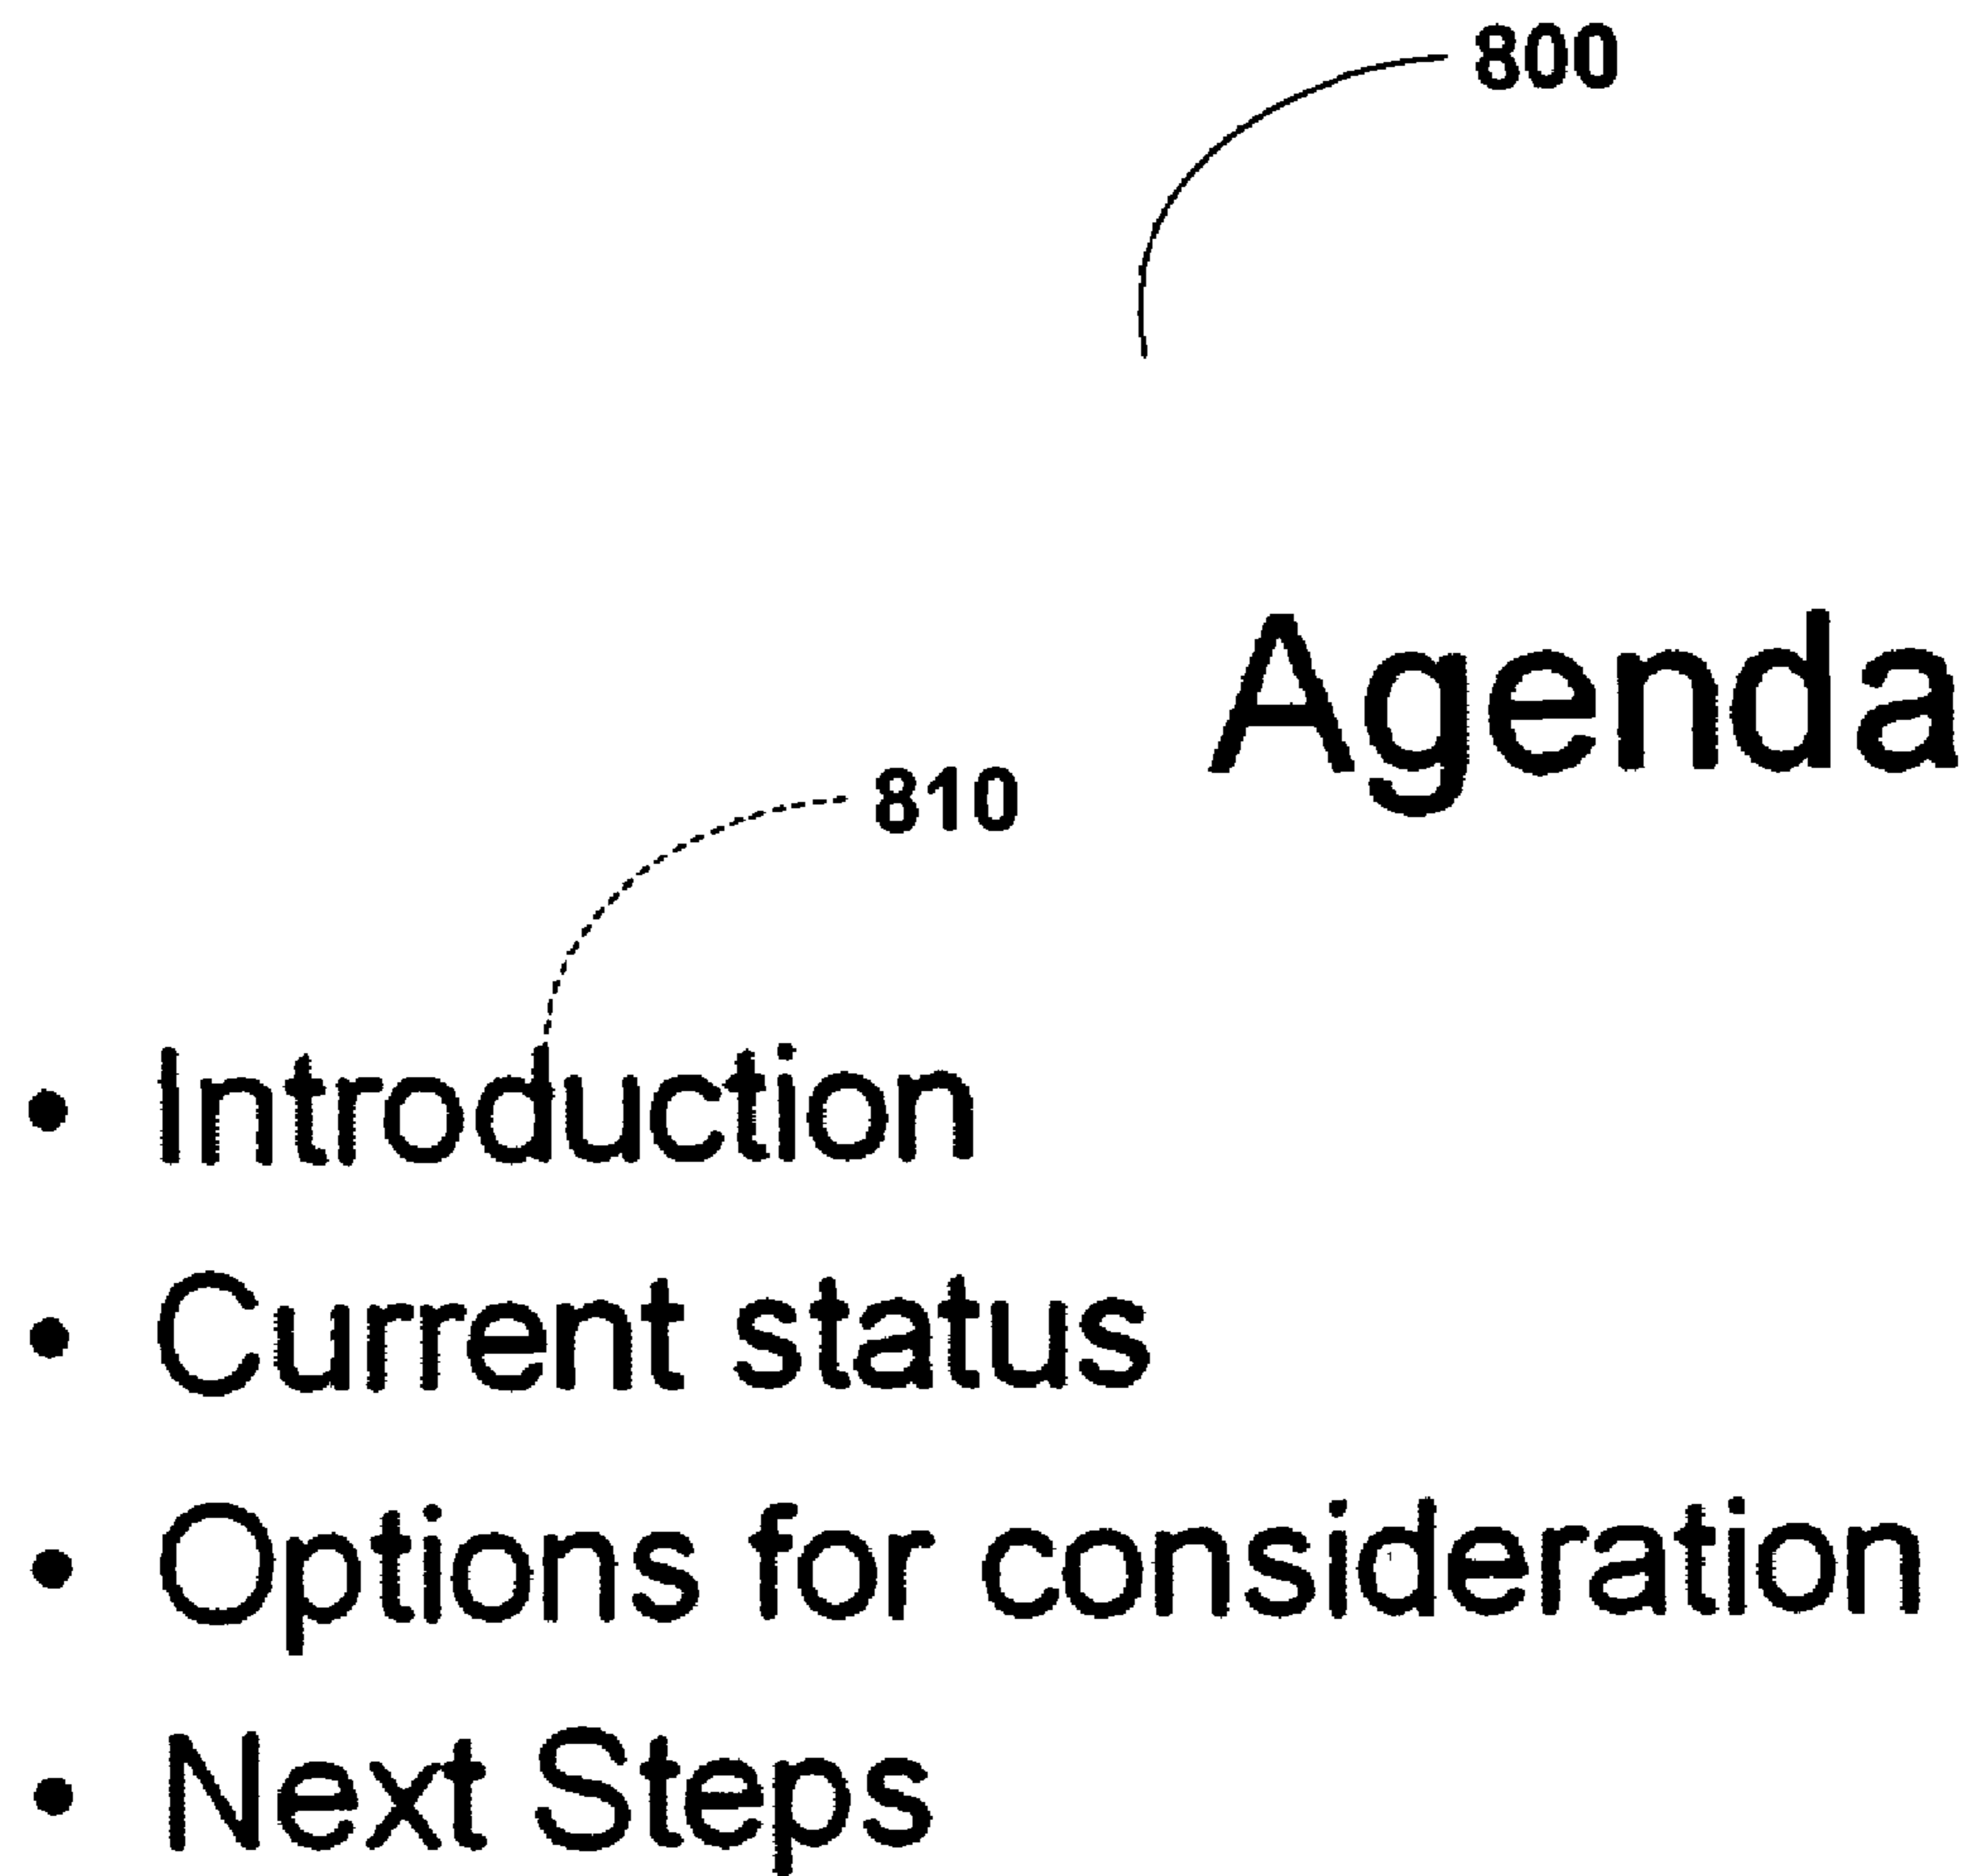 800
Agenda
810
• Introduction
• Current status
• Options for consideration
• Next Steps